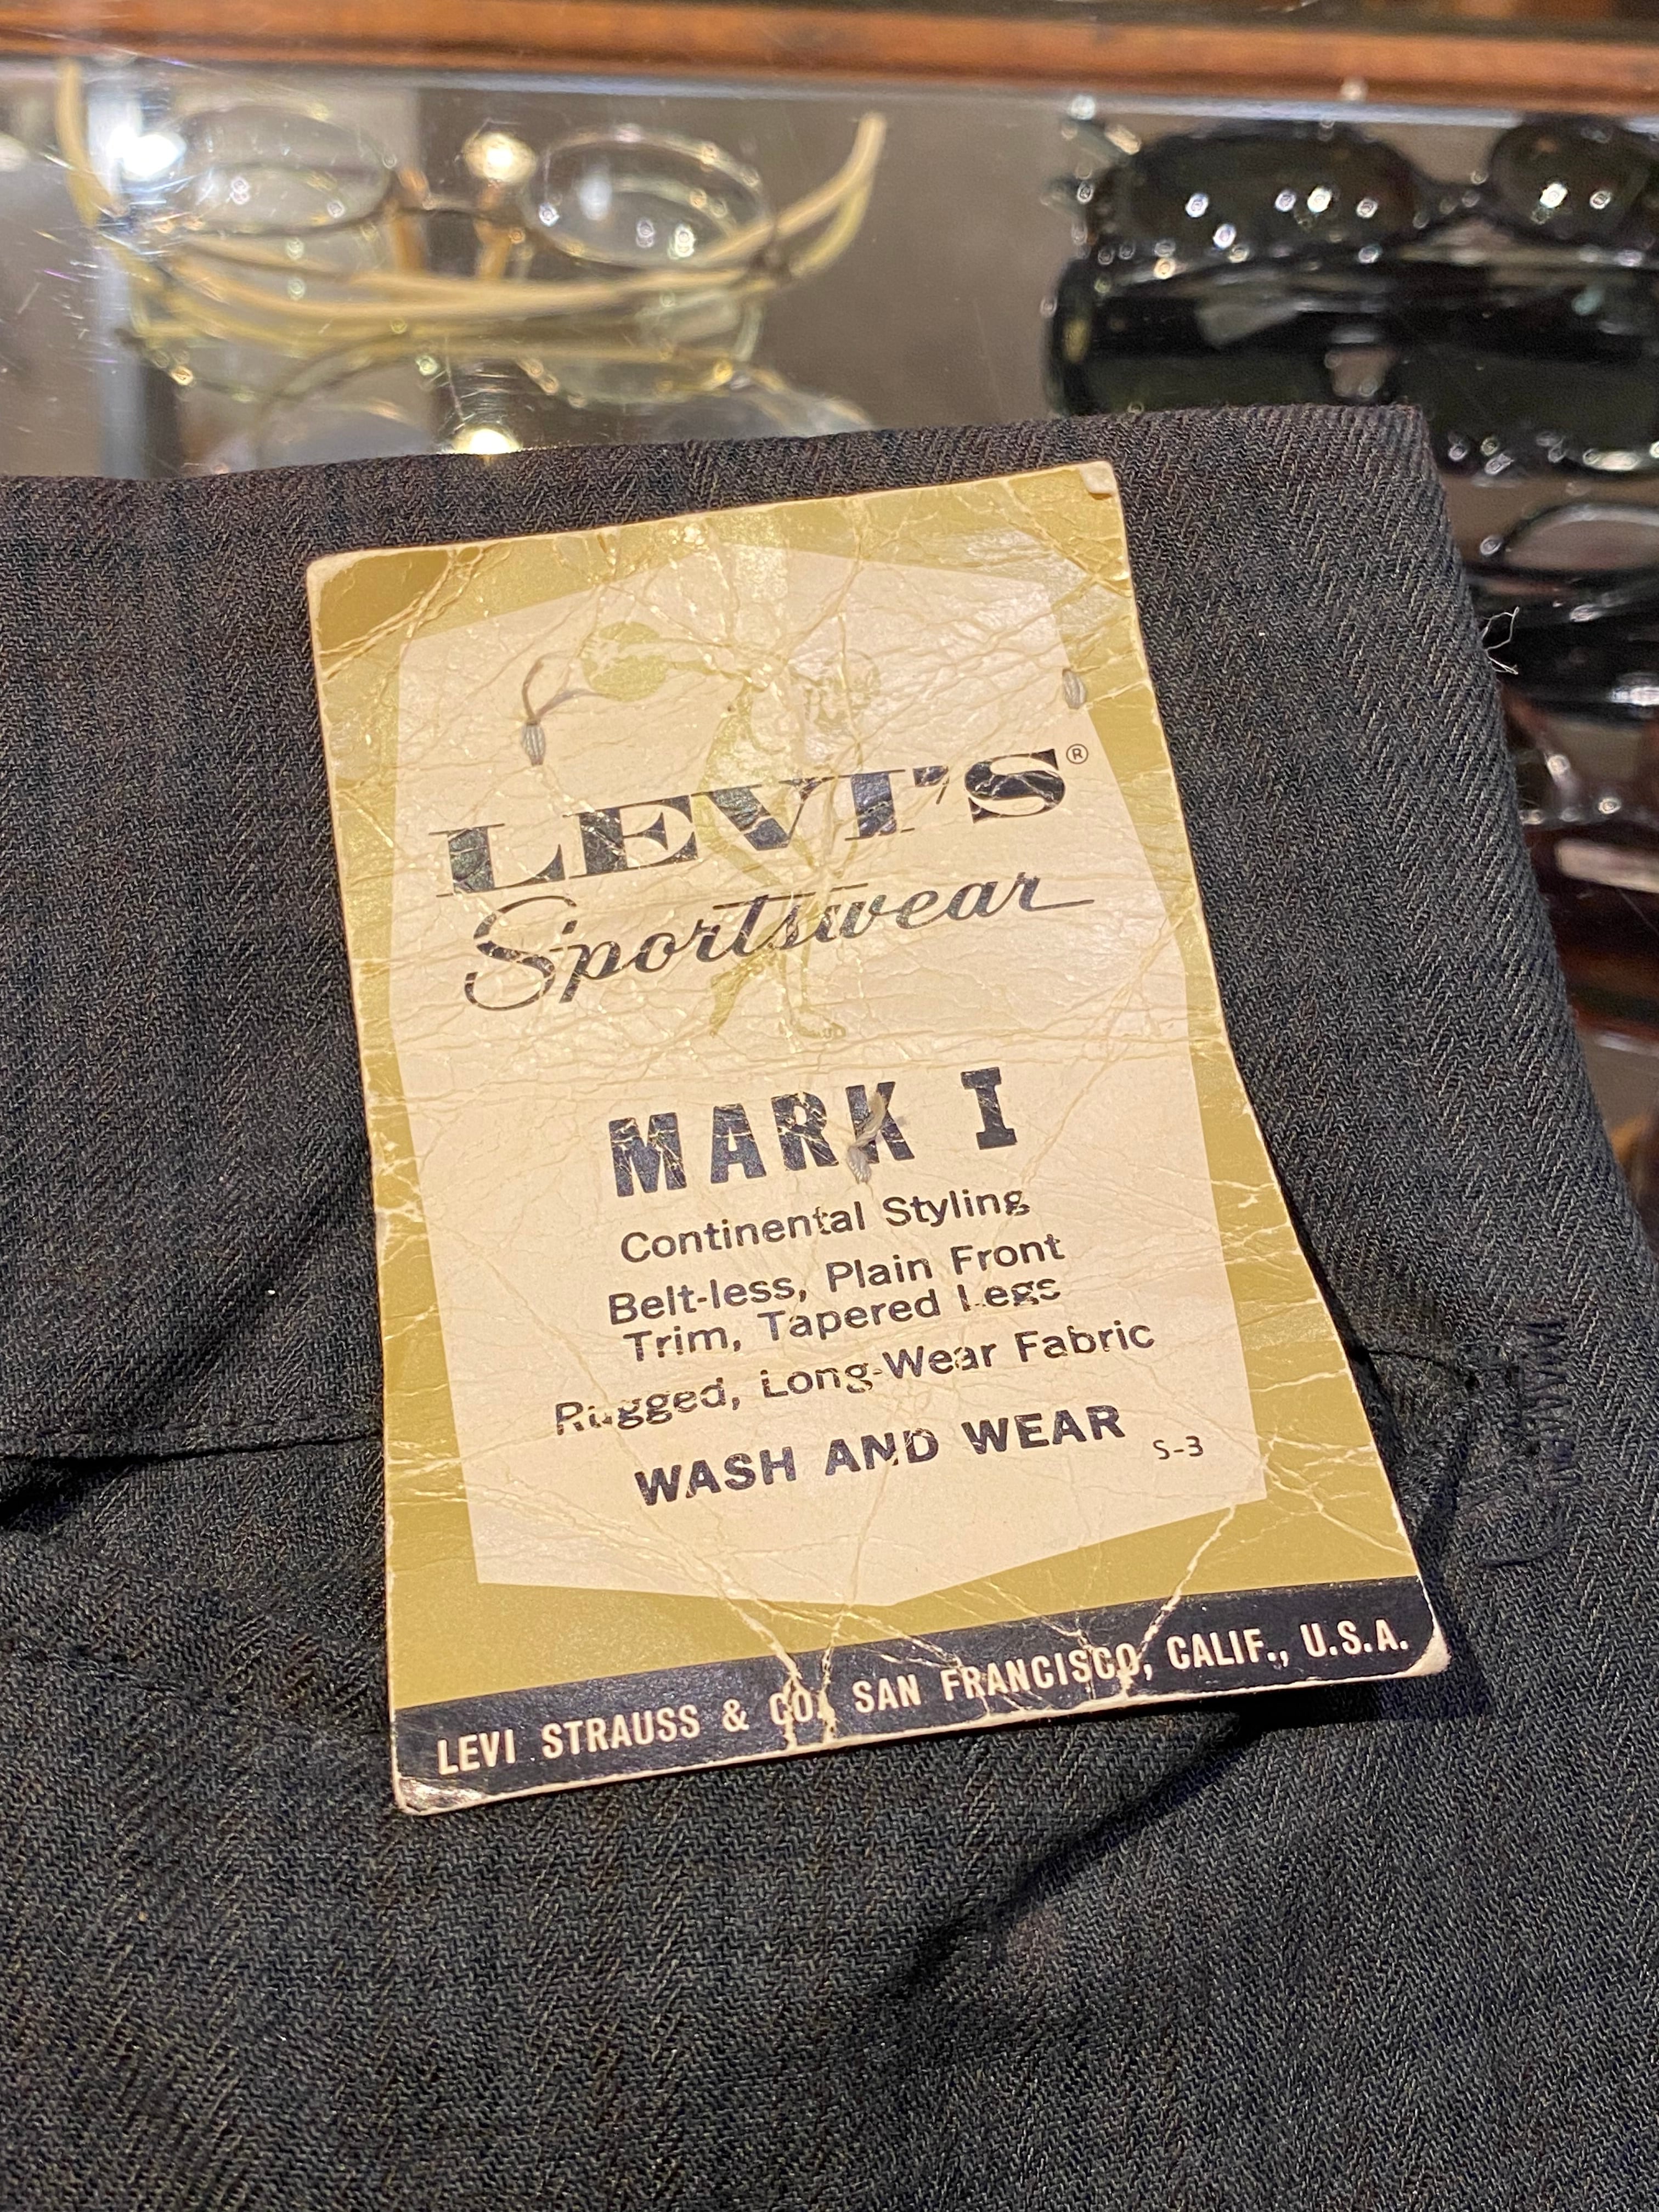 LEVI'S®
Sportswear
MARK I
Continental Styling
Belt-less, Plain Front
Trim, Tapered Legs
Rugged, Long-Wear Fabric
WASH AND WEAR
S-3
LEVI STRAUSS & CO. SAN FRANCISCO, CALIF., U.S.A.